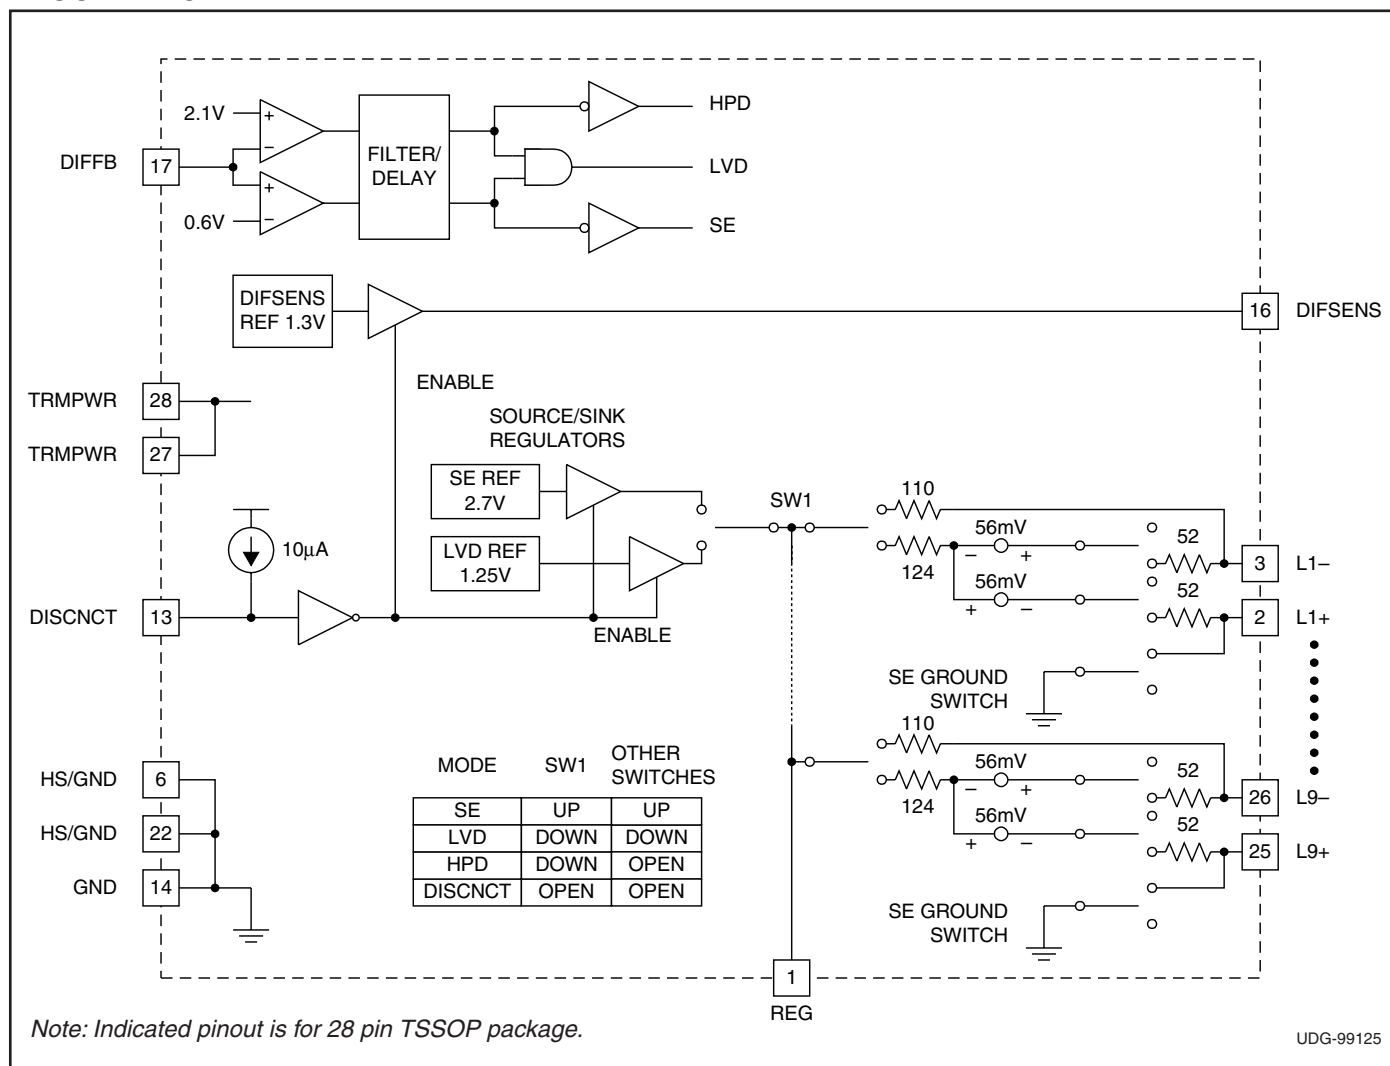 2.1V
+
−
HPD
DIFFB
17
FILTER/
DELAY
LVD
+
0.6V
−
SE
DIFSENS
REF 1.3V
16
DIFSENS
ENABLE
TRMPWR
28
TRMPWR
27
SOURCE/SINK
REGULATORS
SE REF
2.7V
LVD REF
1.25V
SW1
10µA
DISCNCT
13
ENABLE
110
56mV
− +
124
56mV
+ −
52
3
L1−
52
2
L1+
SE GROUND
SWITCH
110
56mV
− +
124
56mV
+ −
52
26
L9−
52
25
L9+
SE GROUND
SWITCH
HS/GND
6
HS/GND
22
GND
14
MODE SW1 OTHER
SWITCHES
SE UP UP
LVD DOWN DOWN
HPD DOWN OPEN
DISCNCT OPEN OPEN
1
REG
Note: Indicated pinout is for 28 pin TSSOP package.
UDG-99125